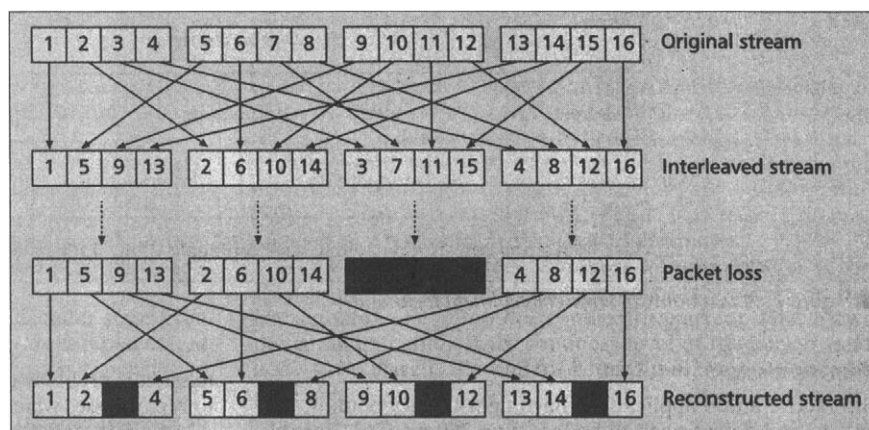 1 2 3 4 5 6 7 8 9 10 11 12 13 14 15 16 Original stream
1 5 9 13 2 6 10 14 3 7 11 15 4 8 12 16 Interleaved stream
1 5 9 13 2 6 10 14 4 8 12 16 Packet loss
1 2 4 5 6 8 9 10 12 13 14 16 Reconstructed stream